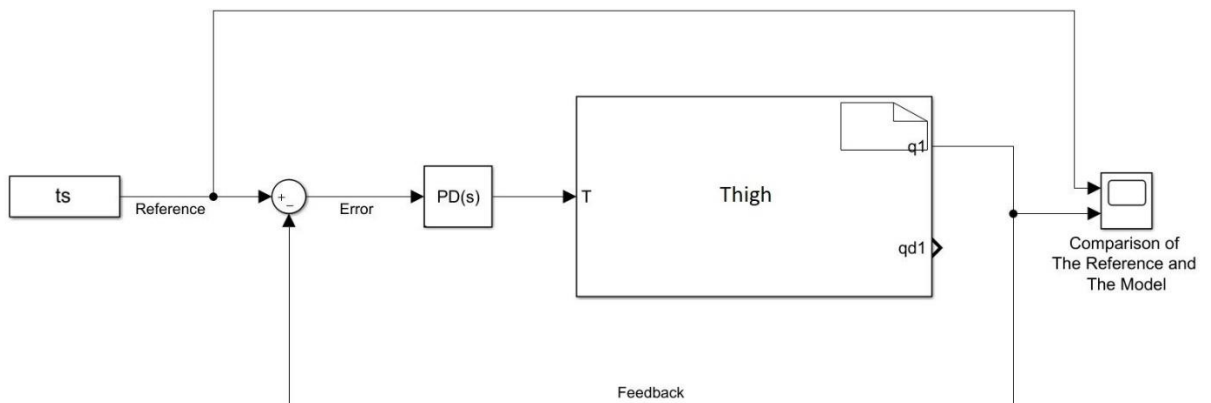 ts
Reference
+
−
Error
PD(s)
T
Thigh
q1
qd1
Comparison of
The Reference and
The Model
Feedback